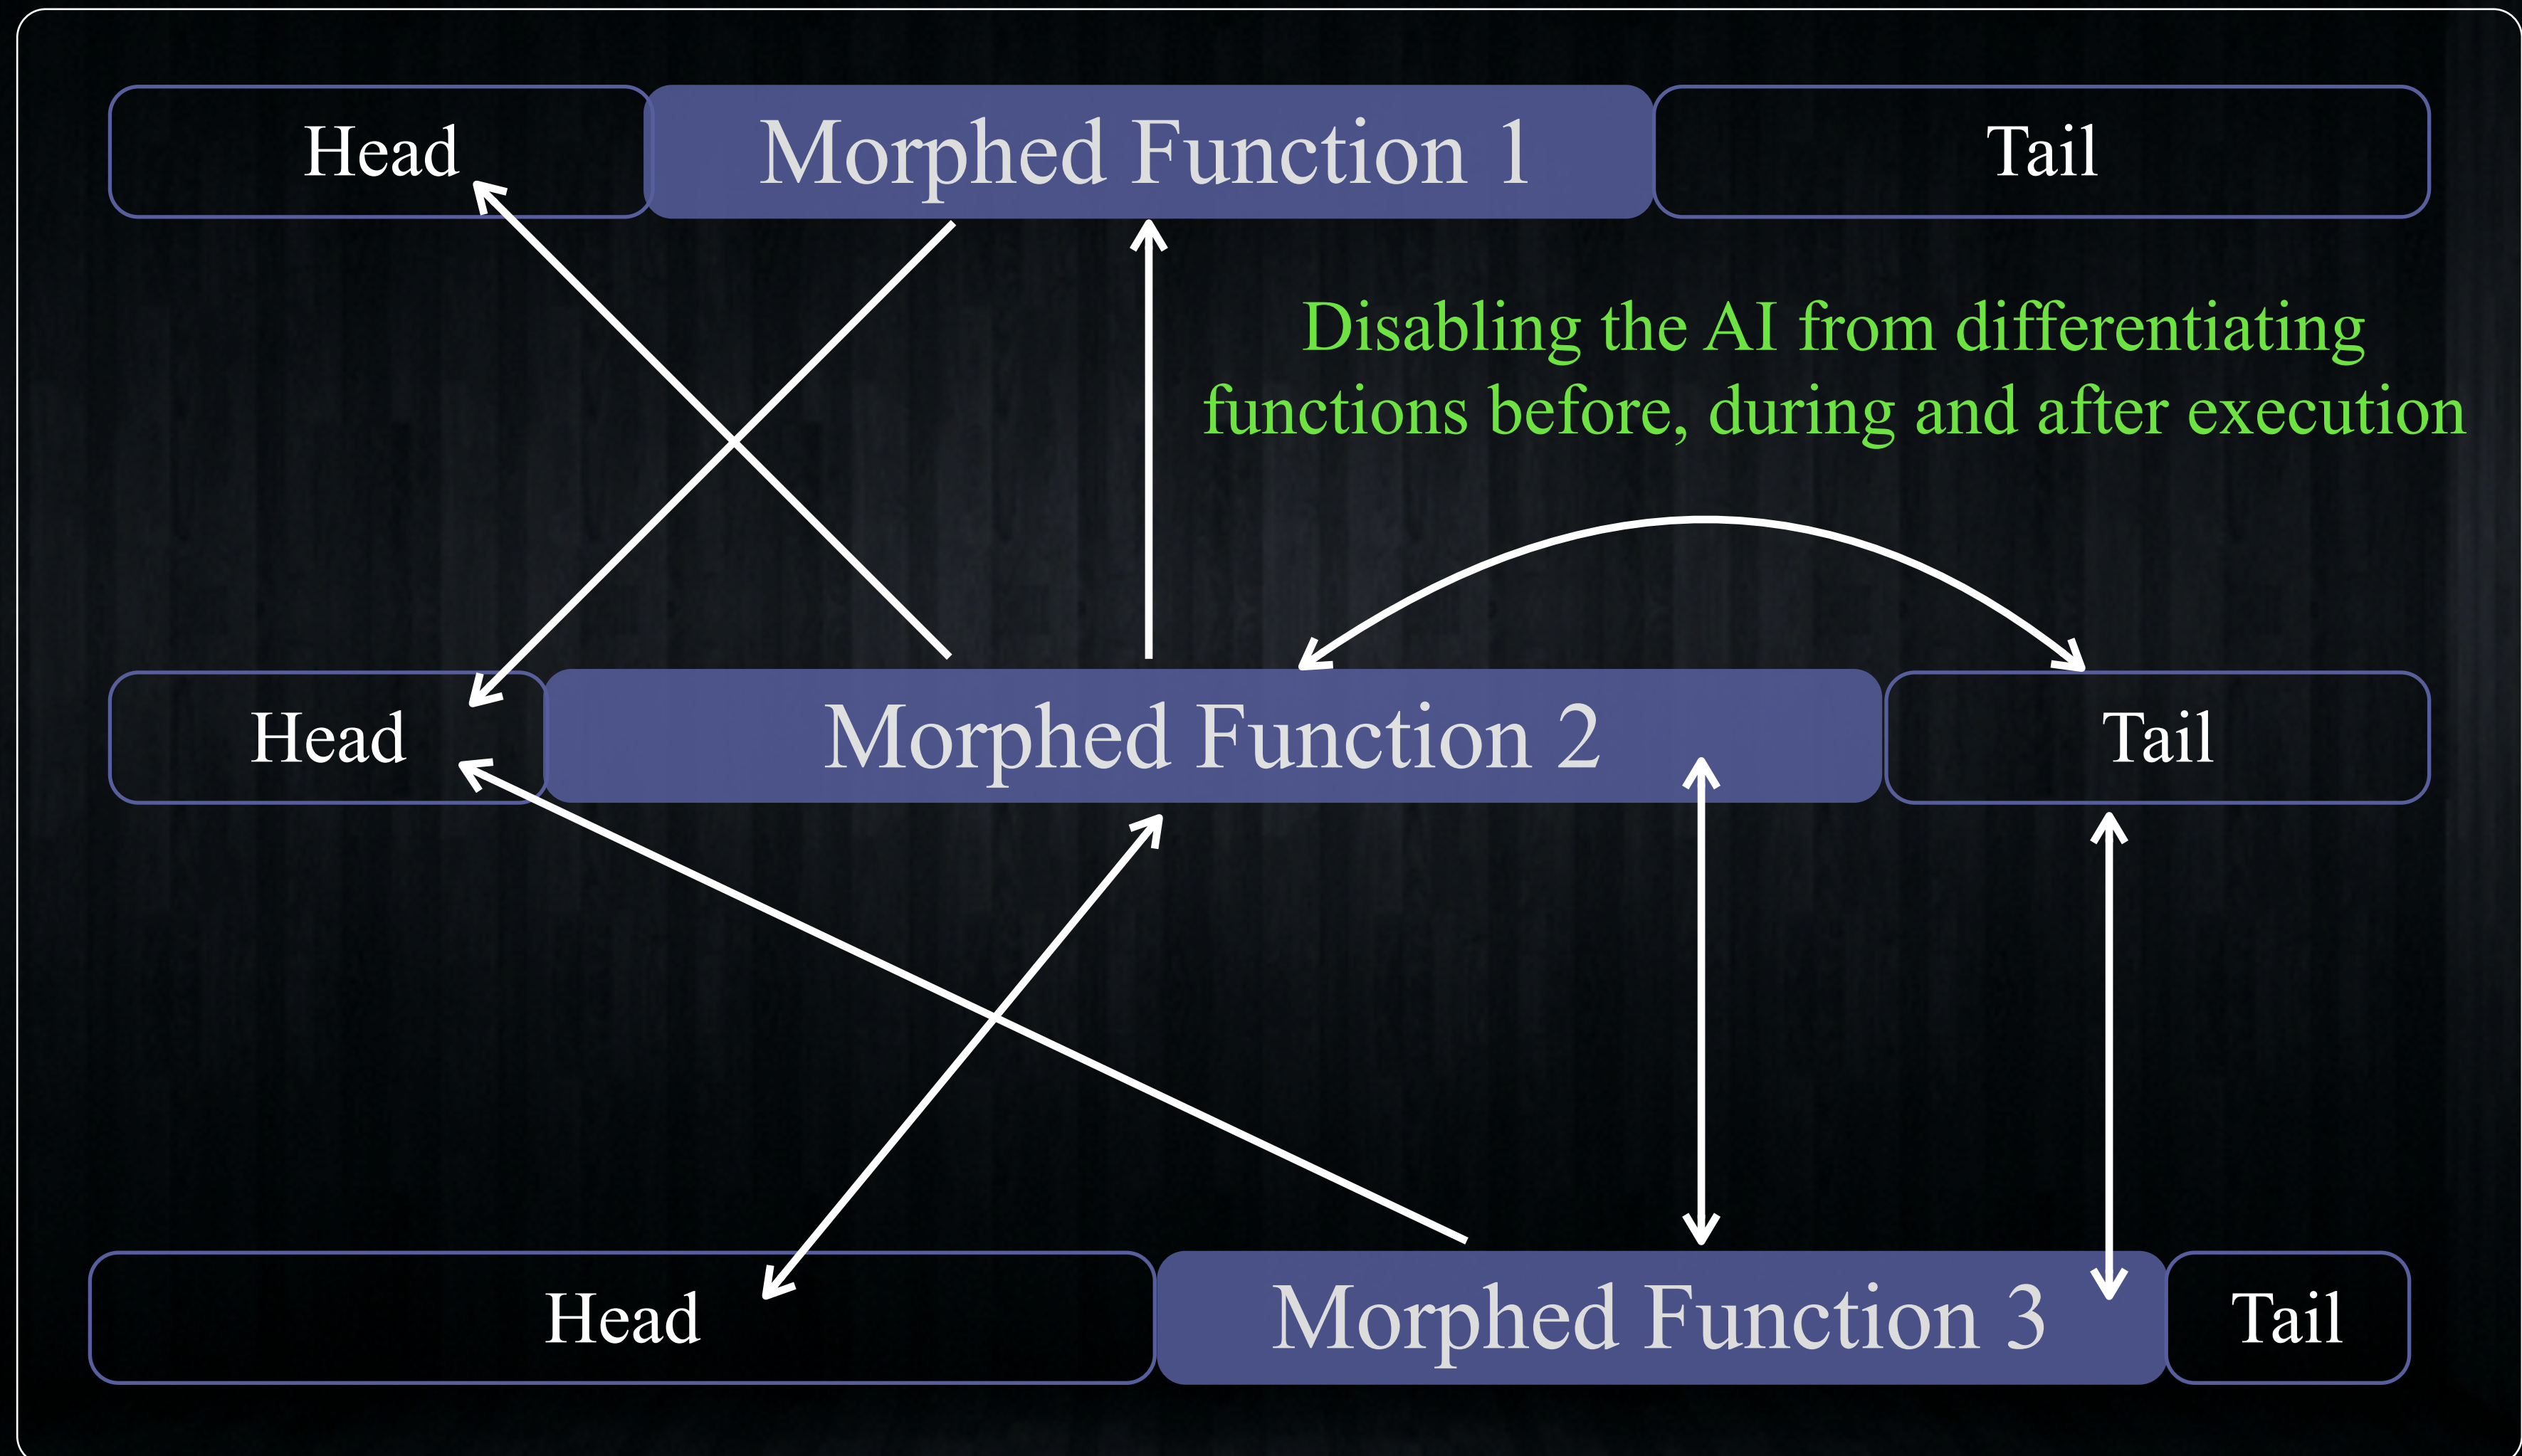 Head
Morphed Function 1
Tail
Disabling the AI from differentiating
functions before, during and after execution
Head
Morphed Function 2
Tail
Head
Morphed Function 3
Tail